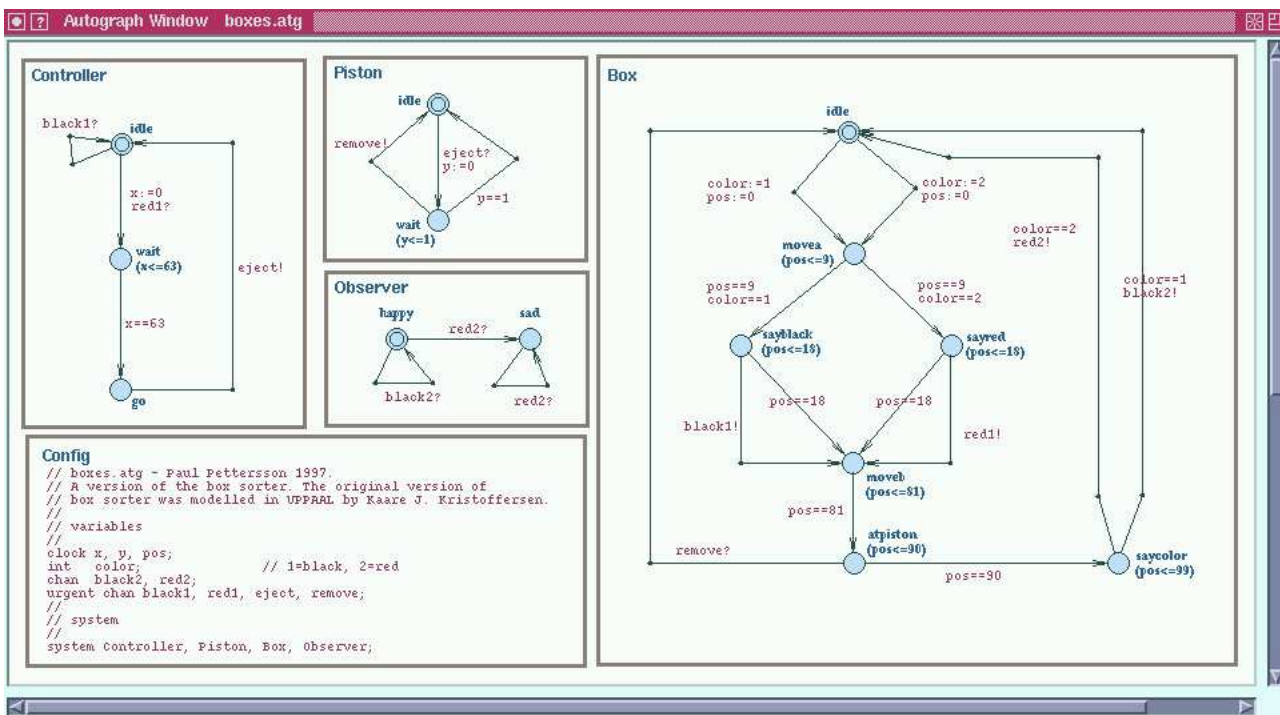 Autograph Window boxes.atg
Controller
black1?
idle
x:=0
red1?
wait
(x<=63)
eject!
x==63
go
Piston
idle
remove!
eject?
y:=0
y==1
wait
(y<=1)
Observer
happy
sad
red2?
black2?
red2?
Box
idle
color:=1
pos:=0
color:=2
pos:=0
movea
(pos<=9)
color==2
red2!
color==1
black2!
pos==9
color==1
pos==9
color==2
sayblack
(pos<=18)
sayred
(pos<=18)
pos==18
pos==18
black1!
red1!
moveb
(pos<=81)
pos==81
atpiston
(pos<=90)
remove?
pos==90
saycolor
(pos<=99)
Config
// boxes.atg - Paul Pettersson 1997.
// A version of the box sorter. The original version of
// box sorter was modelled in UPPAAL by Kaare J. Kristoffersen.
//
// variables
//
clock x, y, pos;
int color; // 1=black, 2=red
chan black2, red2;
urgent chan black1, red1, eject, remove;
//
// system
//
system Controller, Piston, Box, Observer;